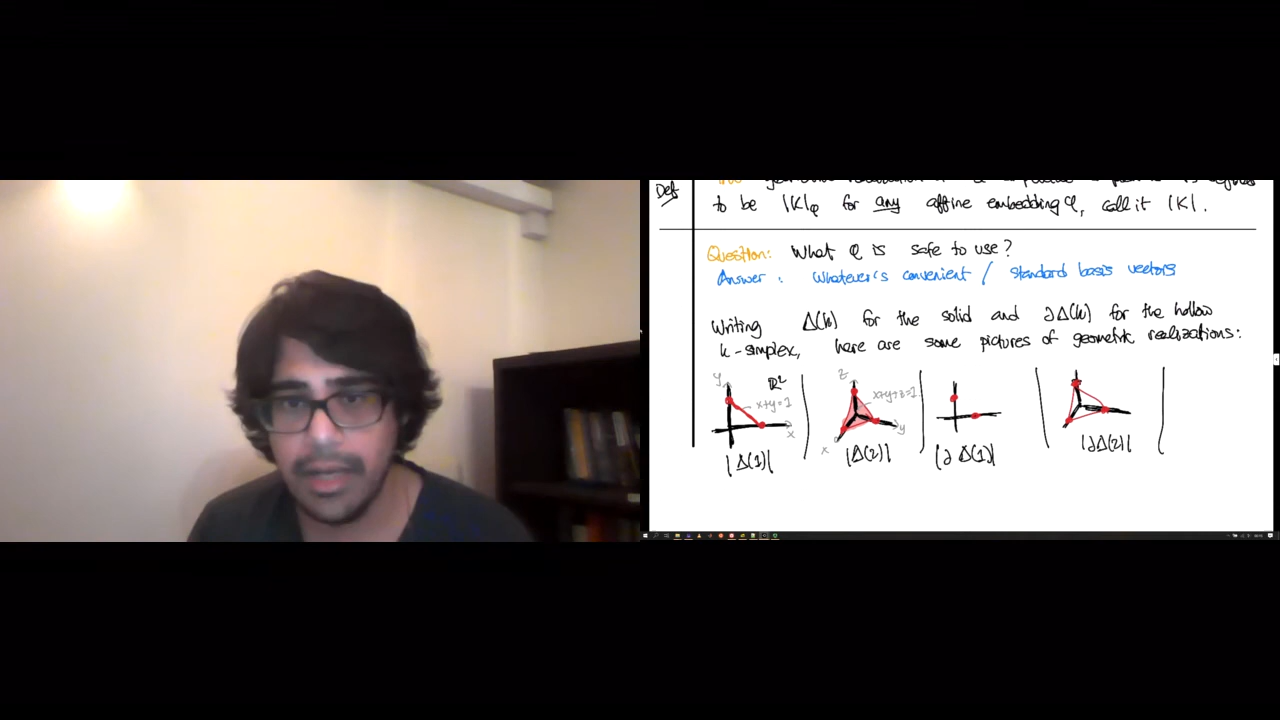 Def
to be |K|φ for any affine embedding φ, call it |K|.
Question: What φ is safe to use?
Answer: Whatever's convenient / standard basis vectors
Writing Δ(k) for the solid and ∂Δ(k) for the hollow
k-simplex, here are some pictures of geometric realizations:
y ℝ² x+y=1 x
z x+y+z=1 y x
|Δ(1)| |Δ(2)| |∂Δ(1)| |∂Δ(2)|